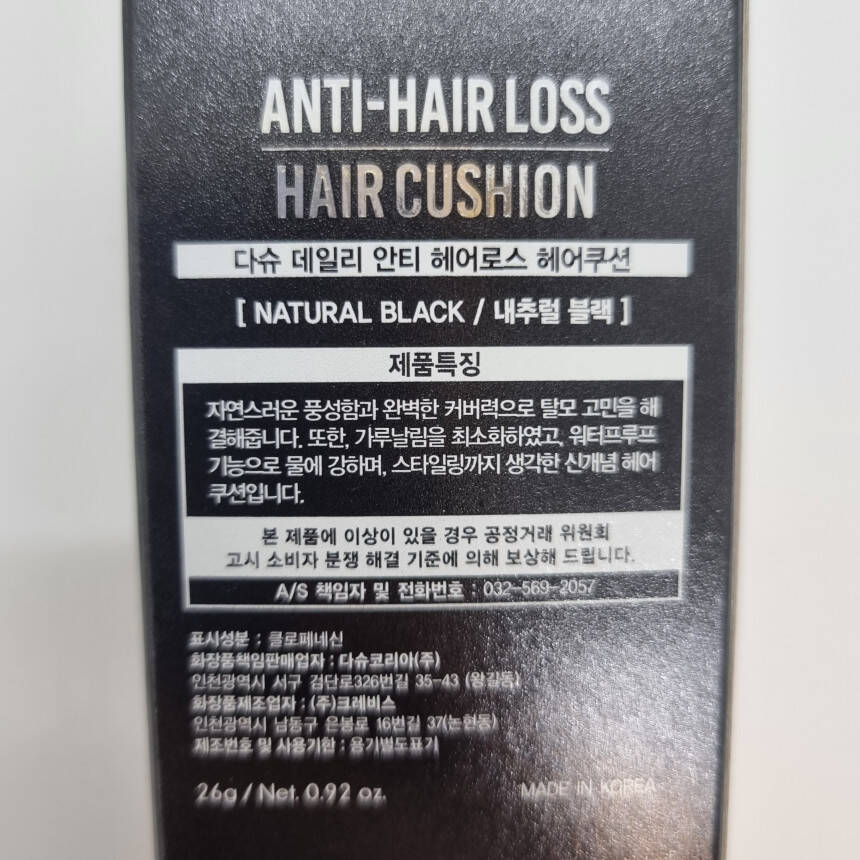 ANTI-HAIR LOSS
HAIR CUSHION
다슈 데일리 안티 헤어로스 헤어쿠션
[ NATURAL BLACK / 내추럴 블랙 ]
제품특징
자연스러운 풍성함과 완벽한 커버력으로 탈모 고민을 해
결해줍니다. 또한, 가루날림을 최소화하였고, 워터프루프
기능으로 물에 강하며, 스타일링까지 생각한 신개념 헤어
쿠션입니다.
본 제품에 이상이 있을 경우 공정거래 위원회
고시 소비자 분쟁 해결 기준에 의해 보상해 드립니다.
A/S 책임자 및 전화번호 : 032-569-2057
표시성분 : 클로페네신
화장품책임판매업자 : 다슈코리아(주)
인천광역시 서구 검단로326번길 35-43 (왕길동)
화장품제조업자 : (주)크레비스
인천광역시 남동구 은봉로 16번길 37(논현동)
제조번호 및 사용기한 : 용기별도표기
26g / Net. 0.92 oz.
MADE IN KOREA